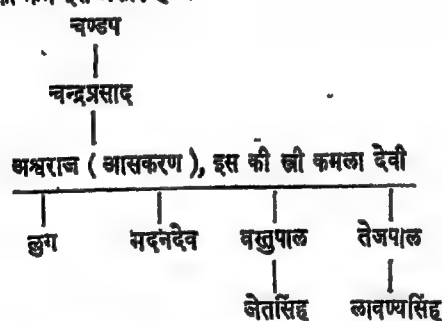 चण्डप
चन्द्रप्रसाद
अश्वराज ( आसकरण ), इस की स्त्री कमला देवी
लुग मदनदेव वस्तुपाल तेजपाल
जेतसिंह लावण्यसिंह